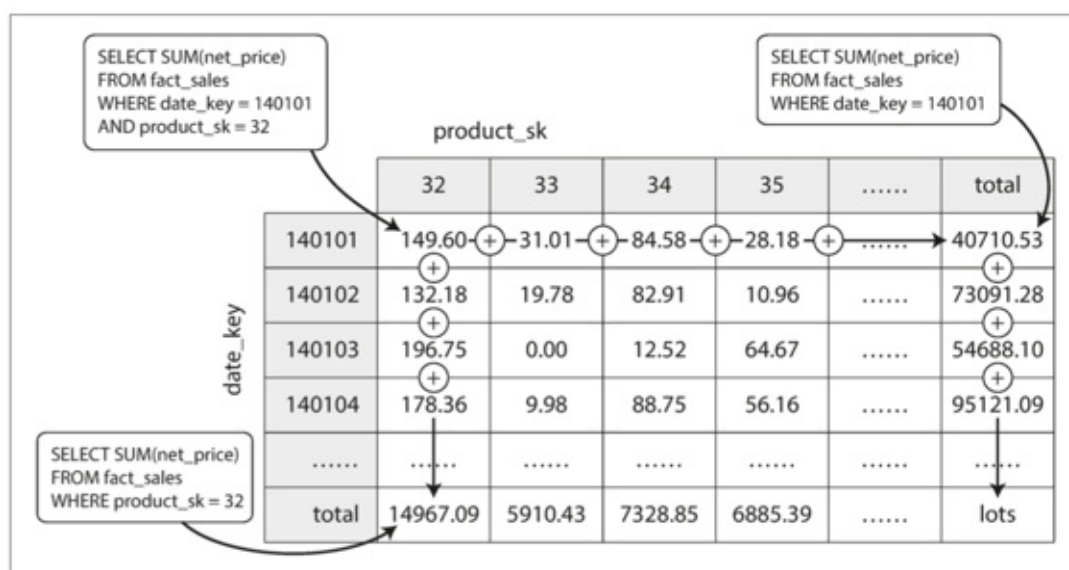 SELECT SUM(net_price)
FROM fact_sales
WHERE date_key = 140101
AND product_sk = 32
SELECT SUM(net_price)
FROM fact_sales
WHERE date_key = 140101
product_sk
32 33 34 35 ...... total
140101 149.60 + 31.01 + 84.58 + 28.18 + ...... 40710.53
+ +
140102 132.18 19.78 82.91 10.96 ...... 73091.28
+ +
140103 196.75 0.00 12.52 64.67 ...... 54688.10
+ +
140104 178.36 9.98 88.75 56.16 ...... 95121.09
...... ...... ...... ...... ...... ...... ......
total 14967.09 5910.43 7328.85 6885.39 ...... lots
date_key
SELECT SUM(net_price)
FROM fact_sales
WHERE product_sk = 32